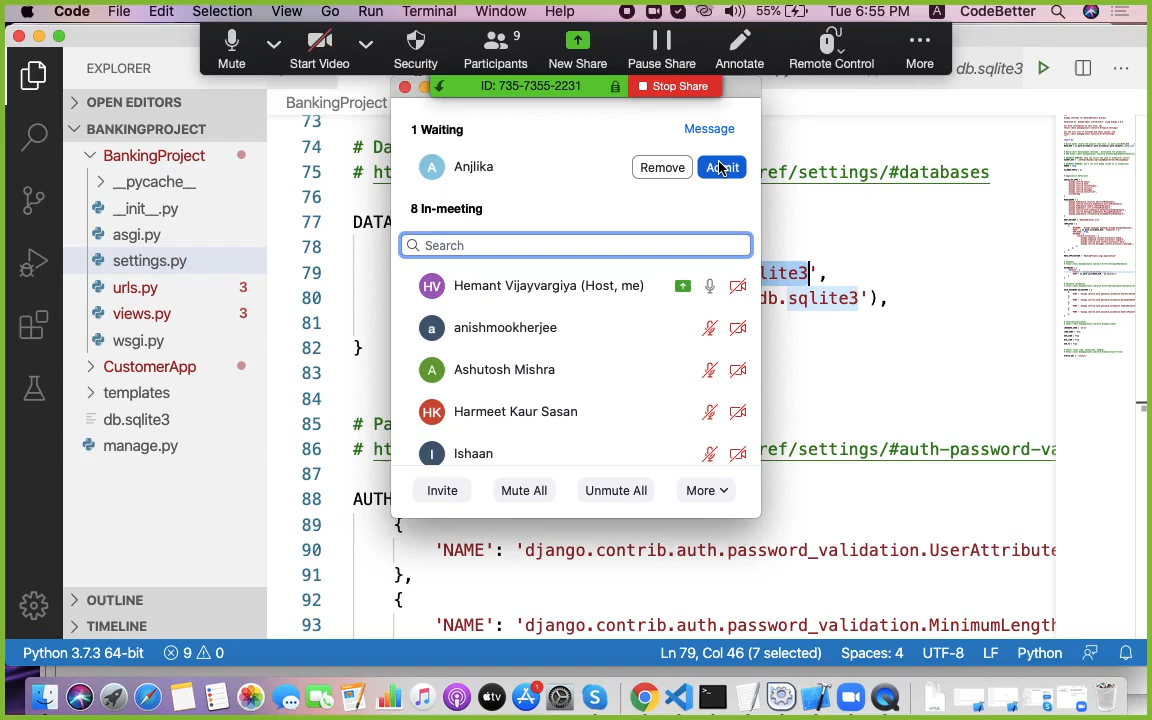 Code File Edit Selection View Go Run Terminal Window Help 55% Tue 6:55 PM A CodeBetter
Mute Start Video Security Participants 9 New Share Pause Share Annotate Remote Control More
db.sqlite3
ID: 735-7355-2231 Stop Share
EXPLORER
OPEN EDITORS
BANKINGPROJECT
BankingProject
__pycache__
__init__.py
asgi.py
settings.py
urls.py 3
views.py 3
wsgi.py
CustomerApp
templates
db.sqlite3
manage.py
OUTLINE
TIMELINE
BankingProject
73
74 # Da
75 # ht ref/settings/#databases
76
77 DATA
78
79 lite3',
80 db.sqlite3'),
81
82 }
83
84
85 # Pa
86 # ht ref/settings/#auth-password-va
87
88 AUTH
89 {
90 'NAME': 'django.contrib.auth.password_validation.UserAttribute
91 },
92 {
93 'NAME': 'django.contrib.auth.password_validation.MinimumLength
1 Waiting Message
A Anjlika Remove Admit
8 In-meeting
Search
HV Hemant Vijayvargiya (Host, me)
a anishmookherjee
A Ashutosh Mishra
HK Harmeet Kaur Sasan
I Ishaan
Invite Mute All Unmute All More
Python 3.7.3 64-bit 9 0 Ln 79, Col 46 (7 selected) Spaces: 4 UTF-8 LF Python